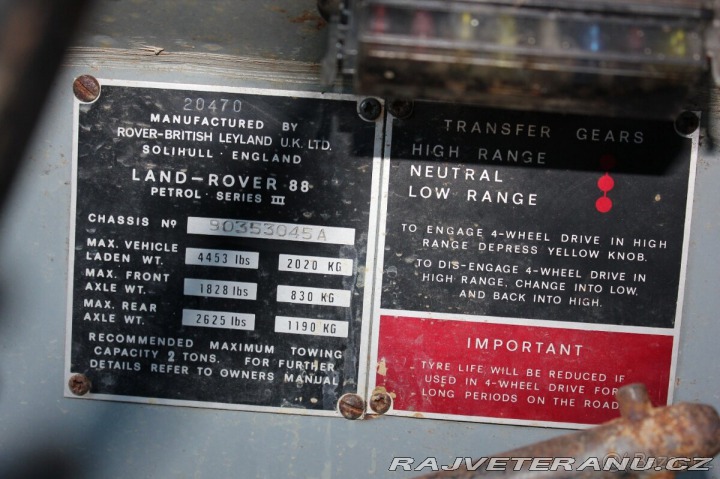 20470
MANUFACTURED BY
ROVER-BRITISH LEYLAND U.K. LTD.
SOLIHULL · ENGLAND
LAND-ROVER 88
PETROL · SERIES III
CHASSIS Nº 90353045A
MAX. VEHICLE
LADEN WT. 4453 lbs 2020 KG
MAX. FRONT
AXLE WT. 1828 lbs 830 KG
MAX. REAR
AXLE WT. 2625 lbs 1190 KG
RECOMMENDED MAXIMUM TOWING
CAPACITY 2 TONS. FOR FURTHER
DETAILS REFER TO OWNERS MANUAL
TRANSFER GEARS
HIGH RANGE
NEUTRAL
LOW RANGE
TO ENGAGE 4-WHEEL DRIVE IN HIGH
RANGE DEPRESS YELLOW KNOB.
TO DIS-ENGAGE 4-WHEEL DRIVE IN
HIGH RANGE, CHANGE INTO LOW,
AND BACK INTO HIGH.
IMPORTANT
TYRE LIFE WILL BE REDUCED IF
USED IN 4-WHEEL DRIVE FOR
LONG PERIODS ON THE ROAD
RAJVETERANU.CZ